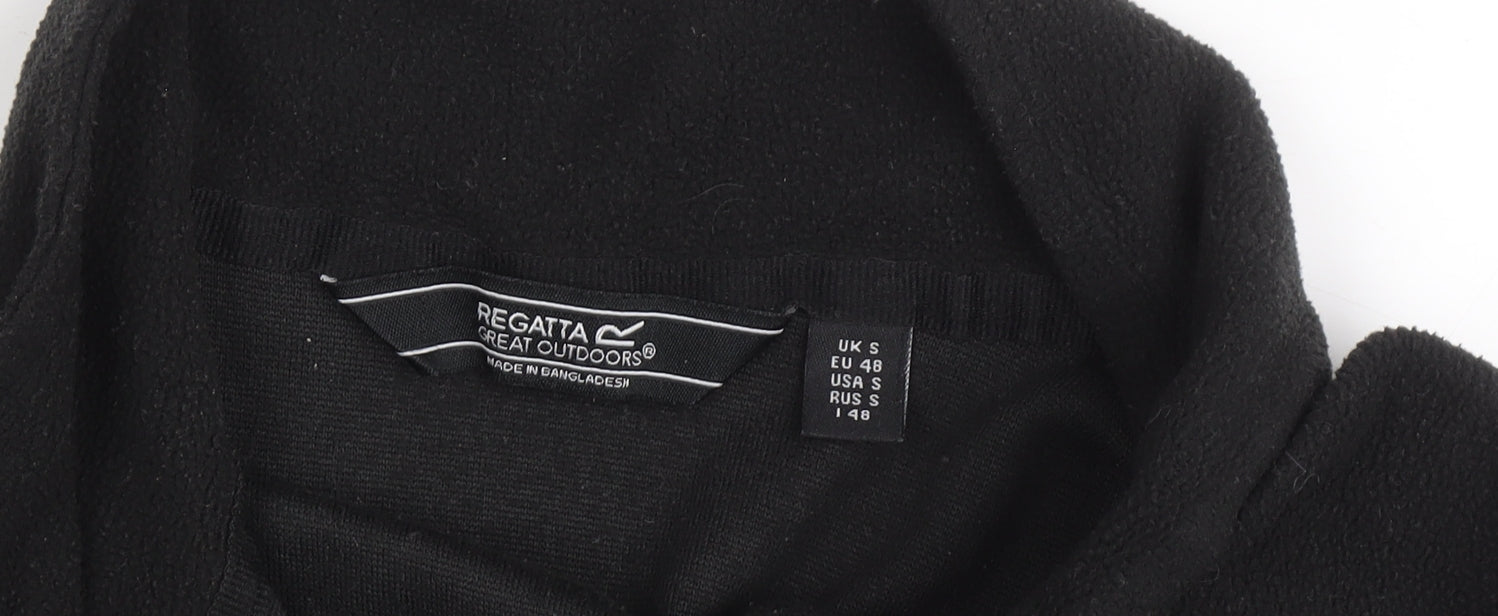 REGATTA
GREAT OUTDOORS®
MADE IN BANGLADESH
UK S
EU 48
USA S
RUS S
I 48